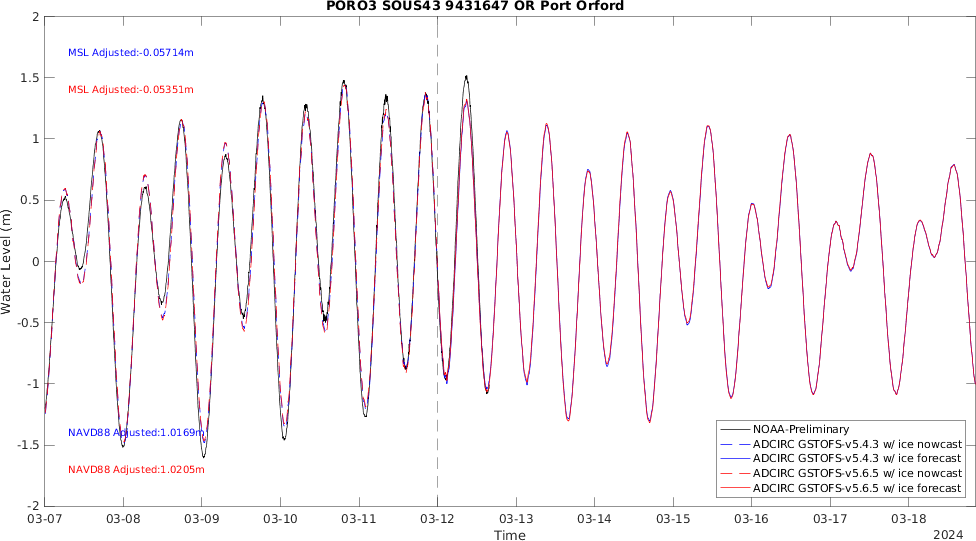 PORO3 SOUS43 9431647 OR Port Orford
MSL Adjusted:-0.05714m
MSL Adjusted:-0.05351m
NAVD88 Adjusted:1.0169m
NAVD88 Adjusted:1.0205m
Water Level (m)
2
1.5
1
0.5
0
-0.5
-1
-1.5
-2
NOAA-Preliminary
ADCIRC GSTOFS-v5.4.3 w/ ice nowcast
ADCIRC GSTOFS-v5.4.3 w/ ice forecast
ADCIRC GSTOFS-v5.6.5 w/ ice nowcast
ADCIRC GSTOFS-v5.6.5 w/ ice forecast
03-07 03-08 03-09 03-10 03-11 03-12 03-13 03-14 03-15 03-16 03-17 03-18
Time
2024